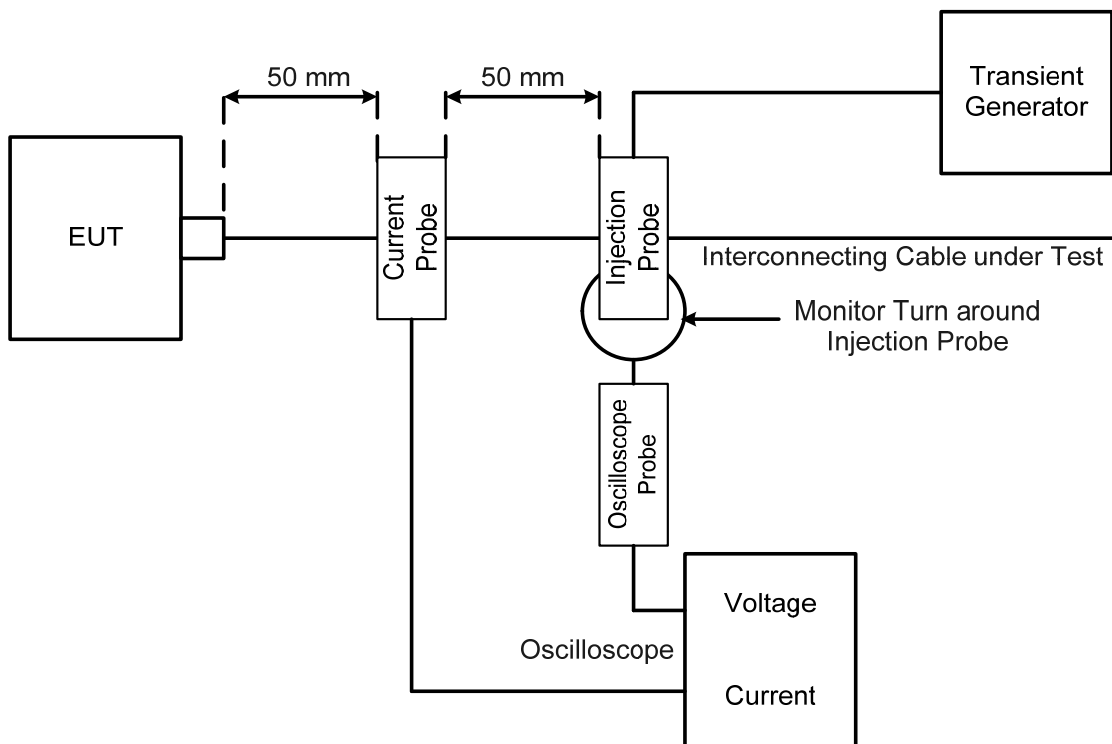 50 mm
50 mm
Transient
Generator
EUT
Current
Probe
Injection
Probe
Interconnecting Cable under Test
Monitor Turn around
Injection Probe
Oscilloscope
Probe
Voltage
Oscilloscope
Current